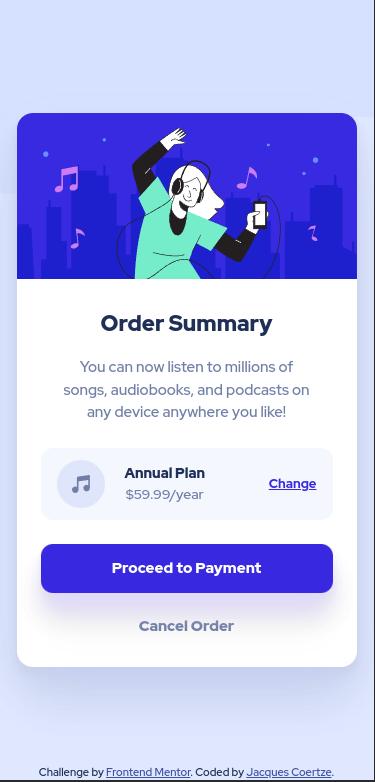 Order Summary
You can now listen to millions of
songs, audiobooks, and podcasts on
any device anywhere you like!
Annual Plan
$59.99/year
Change
Proceed to Payment
Cancel Order
Challenge by Frontend Mentor. Coded by Jacques Coertze.